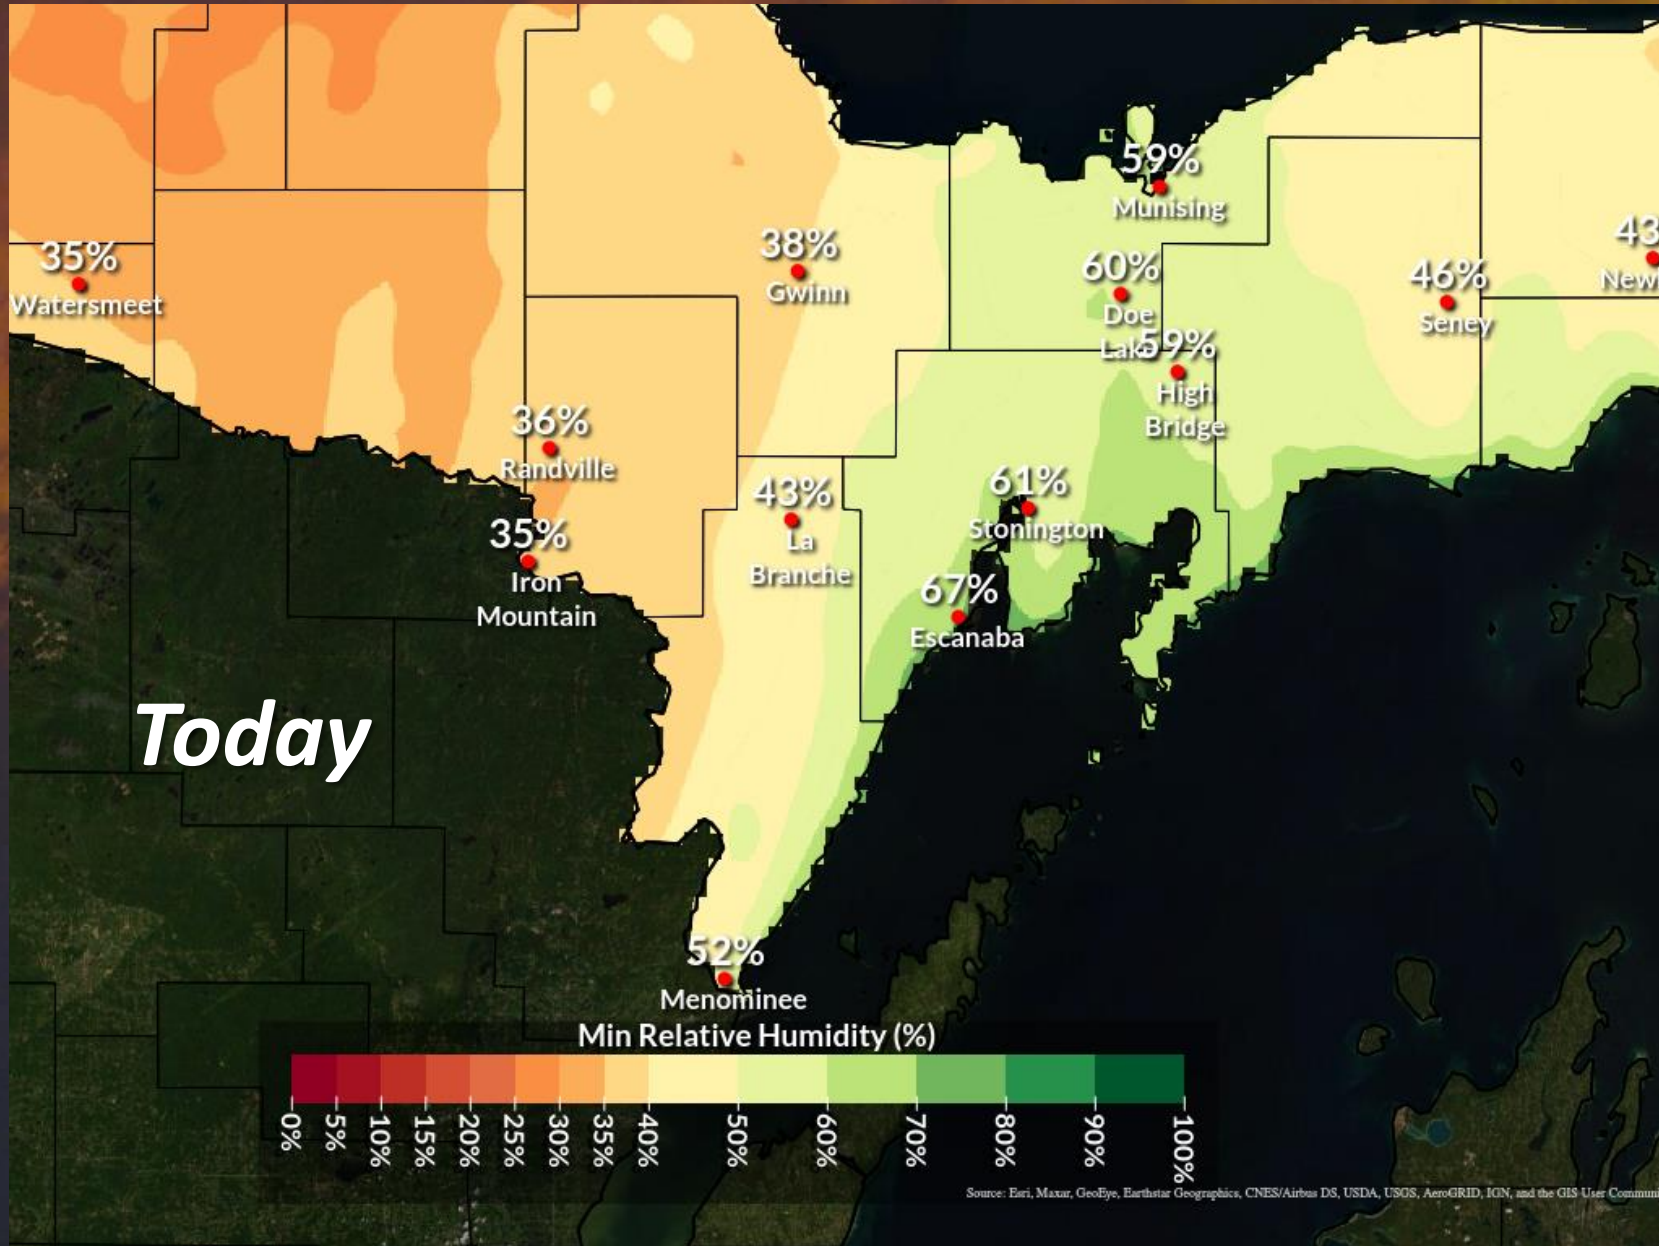 59%
Munising
38%
Gwinn
35%
Watersmeet
60%
Doe
Lake
59%
High
Bridge
46%
Seney
43
New
36%
Randville
43%
La
Branche
61%
Stonington
35%
Iron
Mountain
67%
Escanaba
Today
52%
Menominee
Min Relative Humidity (%)
0% 5% 10% 15% 20% 25% 30% 35% 40% 50% 60% 70% 80% 90% 100%
Source: Esri, Maxar, GeoEye, Earthstar Geographics, CNES/Airbus DS, USDA, USGS, AeroGRID, IGN, and the GIS User Communi